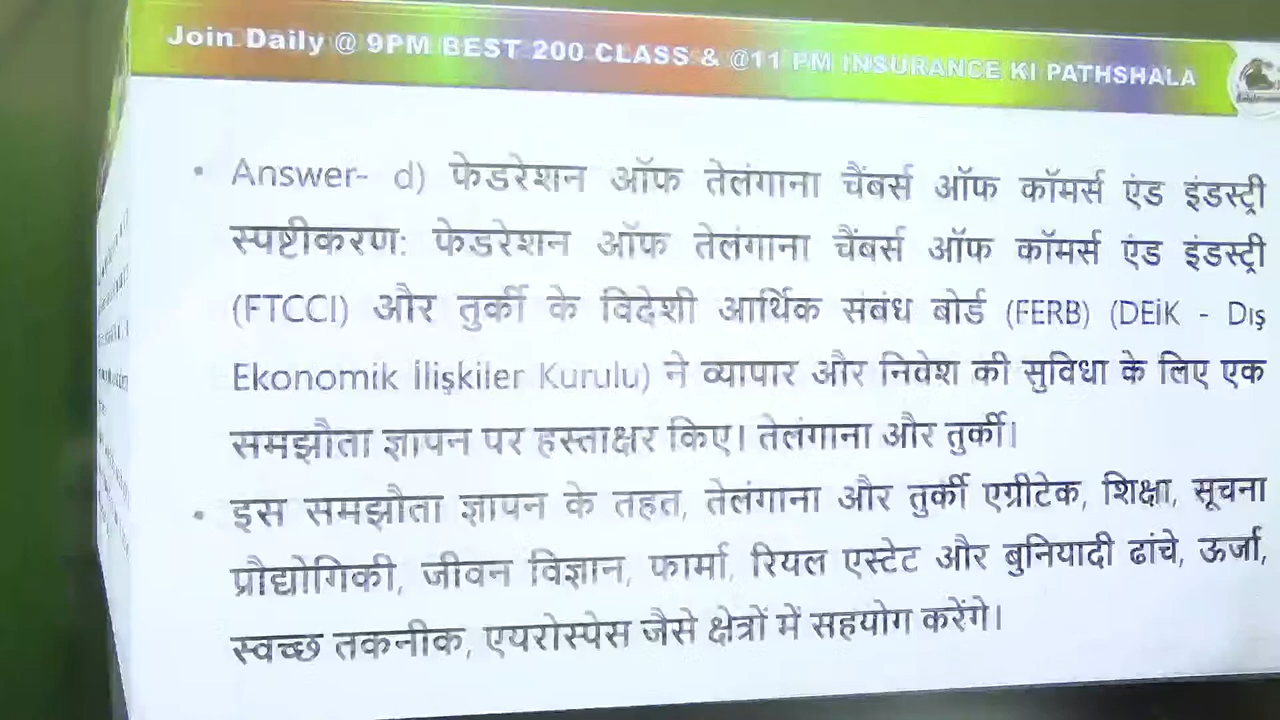 Join Daily @ 9PM BEST 200 CLASS & @11 PM INSURANCE KI PATHSHALA
• Answer- d) फेडरेशन ऑफ तेलंगाना चैंबर्स ऑफ कॉमर्स एंड इंडस्ट्री
स्पष्टीकरण: फेडरेशन ऑफ तेलंगाना चैंबर्स ऑफ कॉमर्स एंड इंडस्ट्री
(FTCCI) और तुर्की के विदेशी आर्थिक संबंध बोर्ड (FERB) (DEİK - Dış
Ekonomik İlişkiler Kurulu) ने व्यापार और निवेश की सुविधा के लिए एक
समझौता ज्ञापन पर हस्ताक्षर किए। तेलंगाना और तुर्की।
• इस समझौता ज्ञापन के तहत, तेलंगाना और तुर्की एग्रीटेक, शिक्षा, सूचना
प्रौद्योगिकी, जीवन विज्ञान, फार्मा, रियल एस्टेट और बुनियादी ढांचे, ऊर्जा,
स्वच्छ तकनीक, एयरोस्पेस जैसे क्षेत्रों में सहयोग करेंगे।